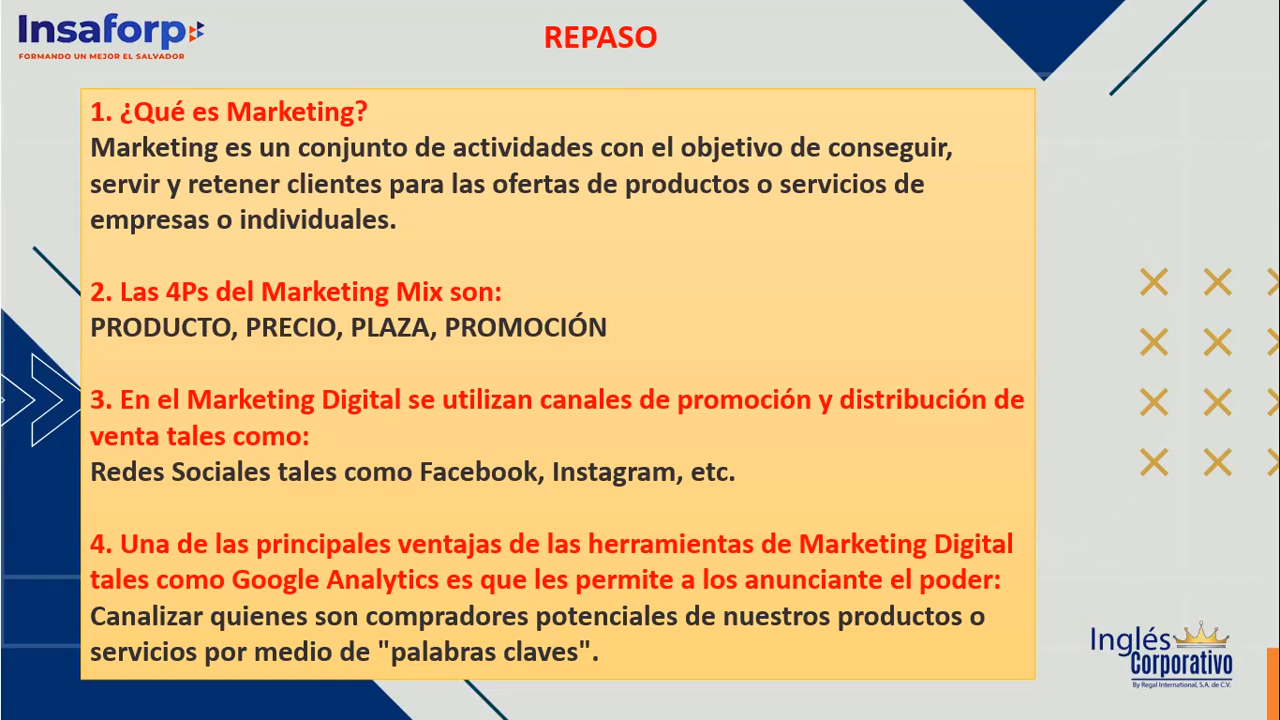 Insaforp
FORMANDO UN MEJOR EL SALVADOR
REPASO
1. ¿Qué es Marketing?
Marketing es un conjunto de actividades con el objetivo de conseguir,
servir y retener clientes para las ofertas de productos o servicios de
empresas o individuales.
2. Las 4Ps del Marketing Mix son:
PRODUCTO, PRECIO, PLAZA, PROMOCIÓN
3. En el Marketing Digital se utilizan canales de promoción y distribución de
venta tales como:
Redes Sociales tales como Facebook, Instagram, etc.
4. Una de las principales ventajas de las herramientas de Marketing Digital
tales como Google Analytics es que les permite a los anunciante el poder:
Canalizar quienes son compradores potenciales de nuestros productos o
servicios por medio de "palabras claves".
Inglés
Corporativo
By Regal International, S.A. de C.V.